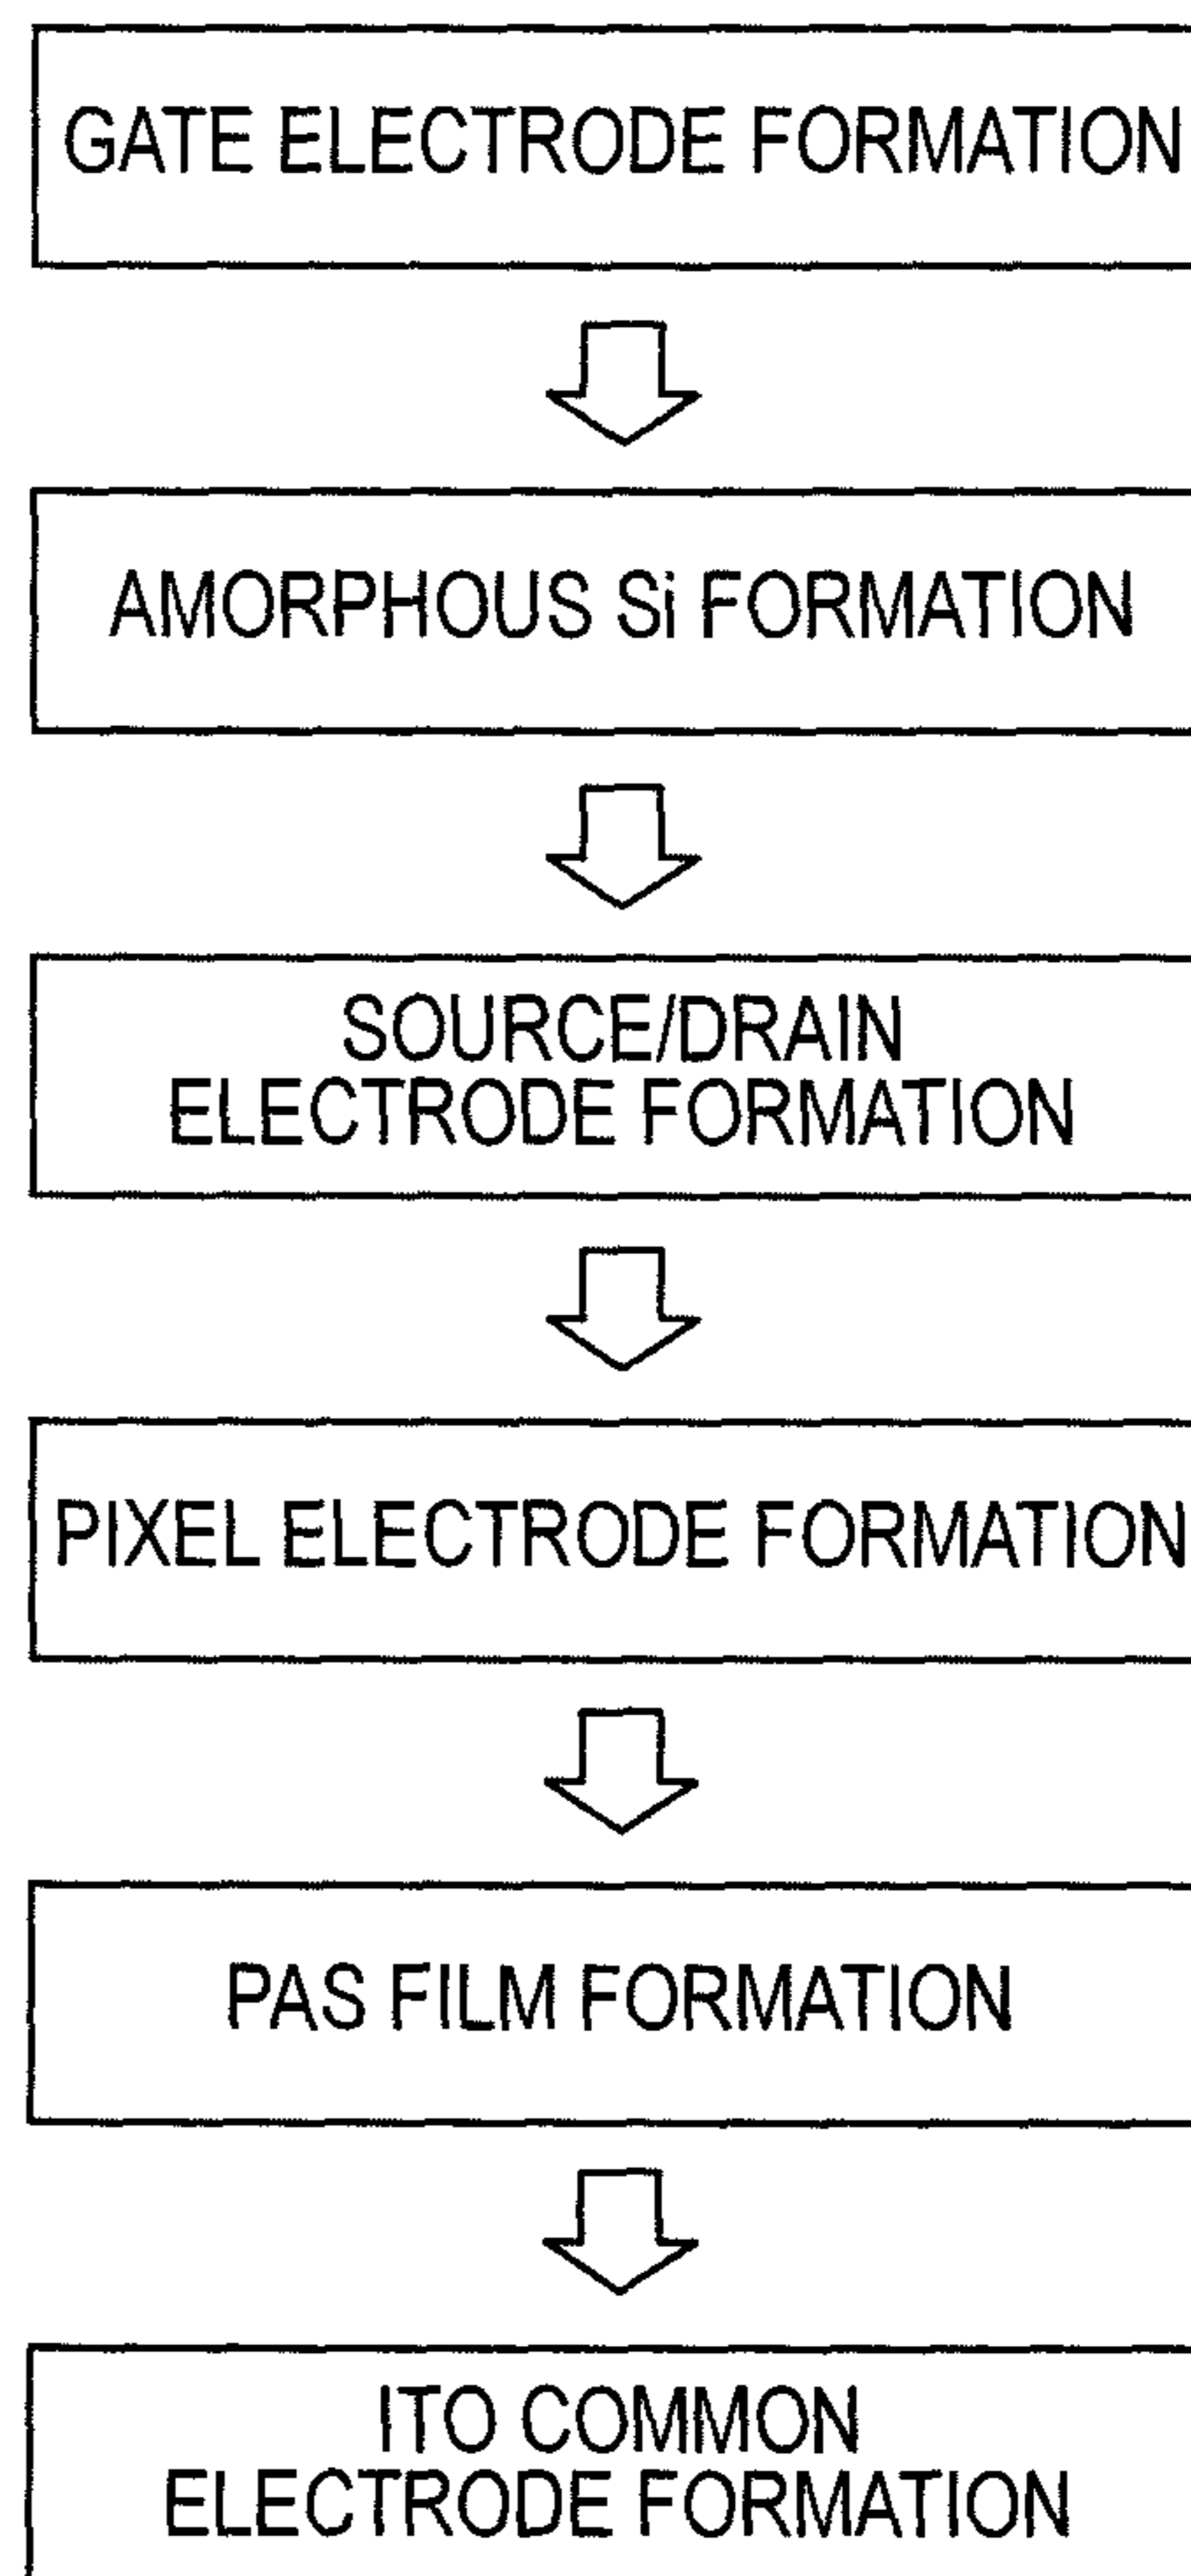 GATE ELECTRODE FORMATION
AMORPHOUS Si FORMATION
SOURCE/DRAIN
ELECTRODE FORMATION
PIXEL ELECTRODE FORMATION
PAS FILM FORMATION
ITO COMMON
ELECTRODE FORMATION